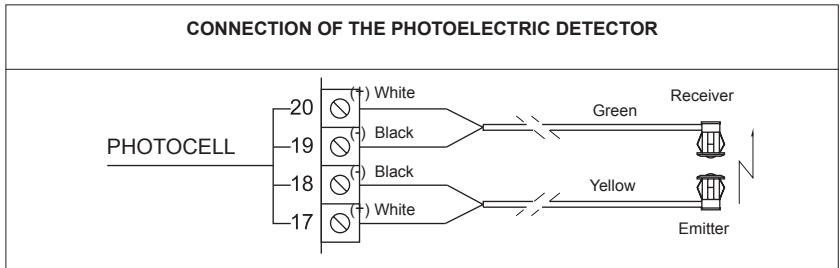 CONNECTION OF THE PHOTOELECTRIC DETECTOR
PHOTOCELL
20 (+) White
19 (-) Black
18 (-) Black
17 (+) White
Green
Receiver
Yellow
Emitter